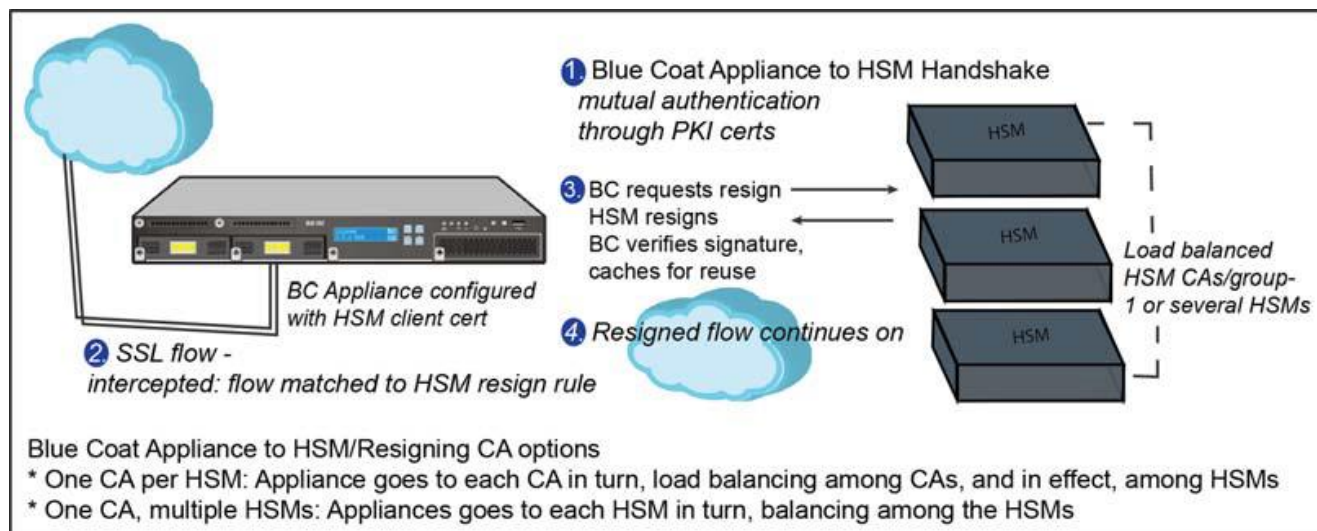 1. Blue Coat Appliance to HSM Handshake
mutual authentication
through PKI certs
HSM
3. BC requests resign
HSM resigns
BC verifies signature,
caches for reuse
HSM
Load balanced
HSM CAs/group-
1 or several HSMs
BC Appliance configured
with HSM client cert
4. Resigned flow continues on
HSM
2. SSL flow -
intercepted: flow matched to HSM resign rule
Blue Coat Appliance to HSM/Resigning CA options
* One CA per HSM: Appliance goes to each CA in turn, load balancing among CAs, and in effect, among HSMs
* One CA, multiple HSMs: Appliances goes to each HSM in turn, balancing among the HSMs